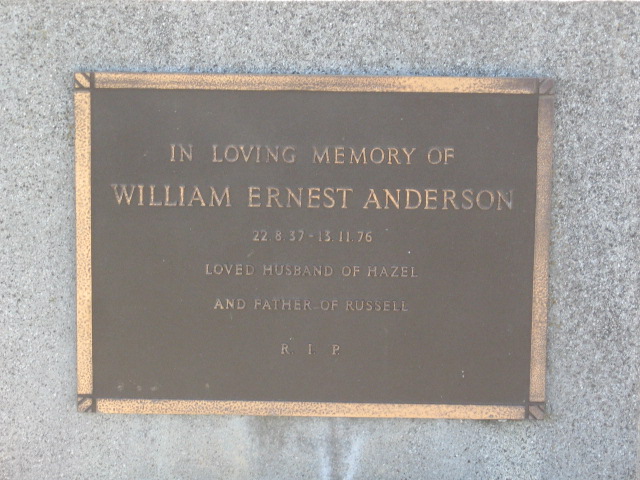 IN LOVING MEMORY OF
WILLIAM ERNEST ANDERSON
22.8.37-13.11.76
LOVED HUSBAND OF HAZEL
AND FATHER OF RUSSELL
R. I. P.